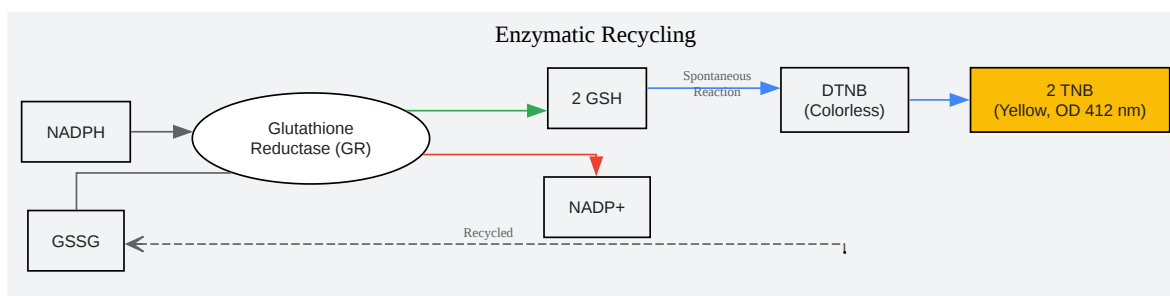 Enzymatic Recycling
NADPH
Glutathione
Reductase (GR)
2 GSH
Spontaneous
Reaction
DTNB
(Colorless)
2 TNB
(Yellow, OD 412 nm)
NADP+
GSSG
Recycled